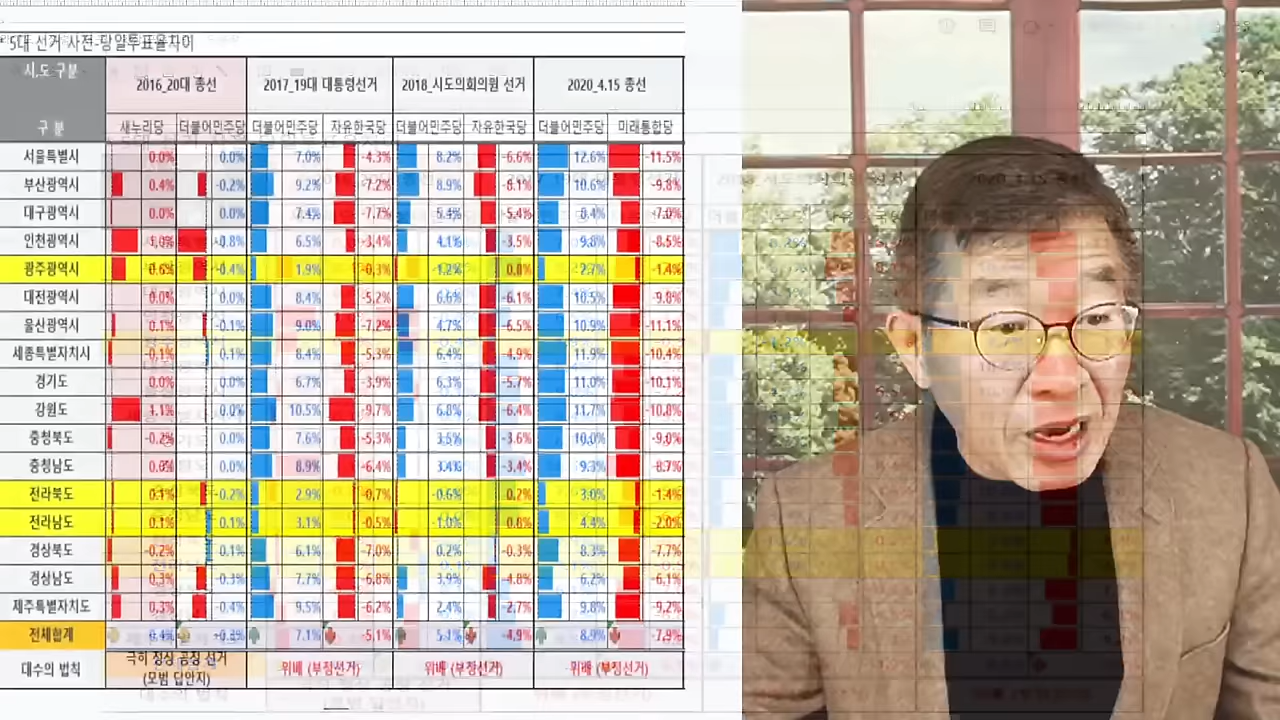 * 5대 선거 사전-당일투표율차이
시.도 구분 2016_20대 총선 2017_19대 대통령선거 2018_시도의회의원 선거 2020_4.15 총선
구 분 새누리당 더불어민주당 더불어민주당 자유한국당 더불어민주당 자유한국당 더불어민주당 미래통합당
서울특별시 0.0% 0.0% 7.0% -4.3% 8.2% -6.6% 12.6% -11.5%
부산광역시 0.4% -0.2% 9.2% -7.2% 8.9% -8.1% 10.6% -9.8%
대구광역시 0.0% 0.0% 7.4% -7.7% -5.4% -7.0%
인천광역시 1.0% -0.8% 6.5% -3.4% 4.1% -3.5% 9.8% -8.5%
광주광역시 0.6% -0.4% 1.9% -0.3% -1.2% 0.8% 2.7% -1.4%
대전광역시 0.0% 0.0% 8.4% -5.2% 6.6% -6.1% 10.5% -9.8%
울산광역시 0.1% -0.1% 9.0% -7.2% 4.7% -6.5% 10.9% -11.1%
세종특별자치시 -0.1% 0.1% 8.4% -5.3% 6.4% -4.9% 11.9% -10.4%
경기도 0.0% 0.0% 6.7% -3.9% 6.3% -5.7% 11.0% -10.1%
강원도 1.1% 0.0% 10.5% -9.7% 6.8% -6.4% 11.7% -10.8%
충청북도 -0.2% 0.0% 7.6% -5.3% 3.5% -3.6% 10.0% -9.0%
충청남도 0.0% 8.9% -6.4% 3.4% -3.4% 9.3% -8.7%
전라북도 0.1% -0.2% 2.9% -0.7% -0.6% 0.2% 3.0% -1.4%
전라남도 0.1% 0.1% 3.1% -0.5% -1.0% 0.8% 4.4% -2.0%
경상북도 -0.2% 0.1% 6.1% -7.0% 0.2% -0.3% 8.3% -7.7%
경상남도 0.3% -0.3% 7.7% -6.8% 3.9% -4.8% 6.2% -6.1%
제주특별자치도 0.3% -0.4% 9.5% -6.2% 2.4% -2.7% 9.8% -9.2%
전체합계 0.4% 7.1% -5.1% -4.9% 8.9% -7.9%
대수의 법칙 극히 정상 공정 선거 위배 (부정선거) 위배 (부정선거) 위배 (부정선거)
(모범 답안지)